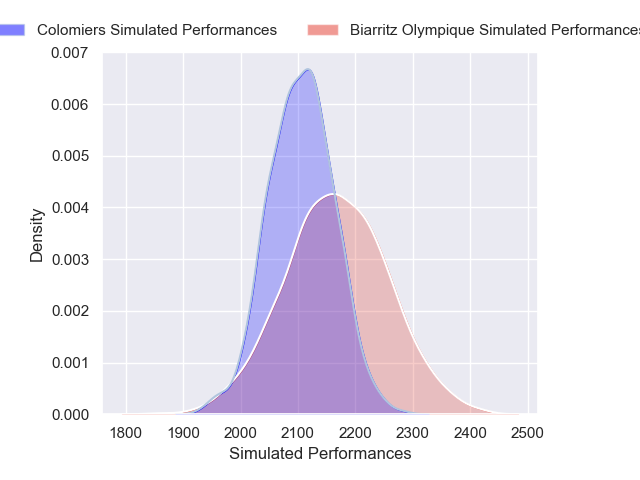 Colomiers Simulated Performances
Biarritz Olympique Simulated Performances
0.007
0.006
0.005
0.004
0.003
0.002
0.001
0.000
Density
1800 1900 2000 2100 2200 2300 2400 2500
Simulated Performances